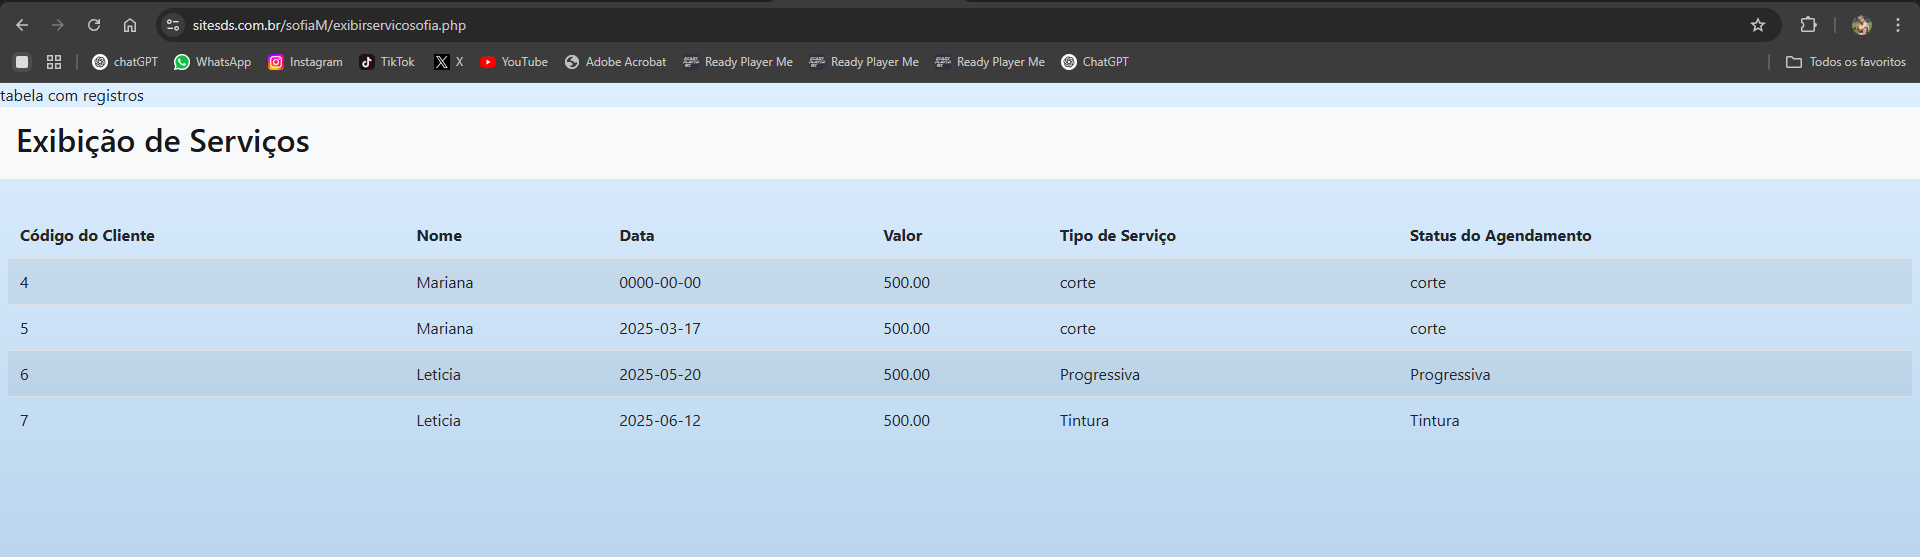 sitesds.com.br/sofiaM/exibirservicosofia.php
chatGPT WhatsApp Instagram TikTok X YouTube Adobe Acrobat Ready Player Me Ready Player Me Ready Player Me ChatGPT Todos os favoritos
tabela com registros
Exibição de Serviços
Código do Cliente Nome Data Valor Tipo de Serviço Status do Agendamento
4 Mariana 0000-00-00 500.00 corte corte
5 Mariana 2025-03-17 500.00 corte corte
6 Leticia 2025-05-20 500.00 Progressiva Progressiva
7 Leticia 2025-06-12 500.00 Tintura Tintura